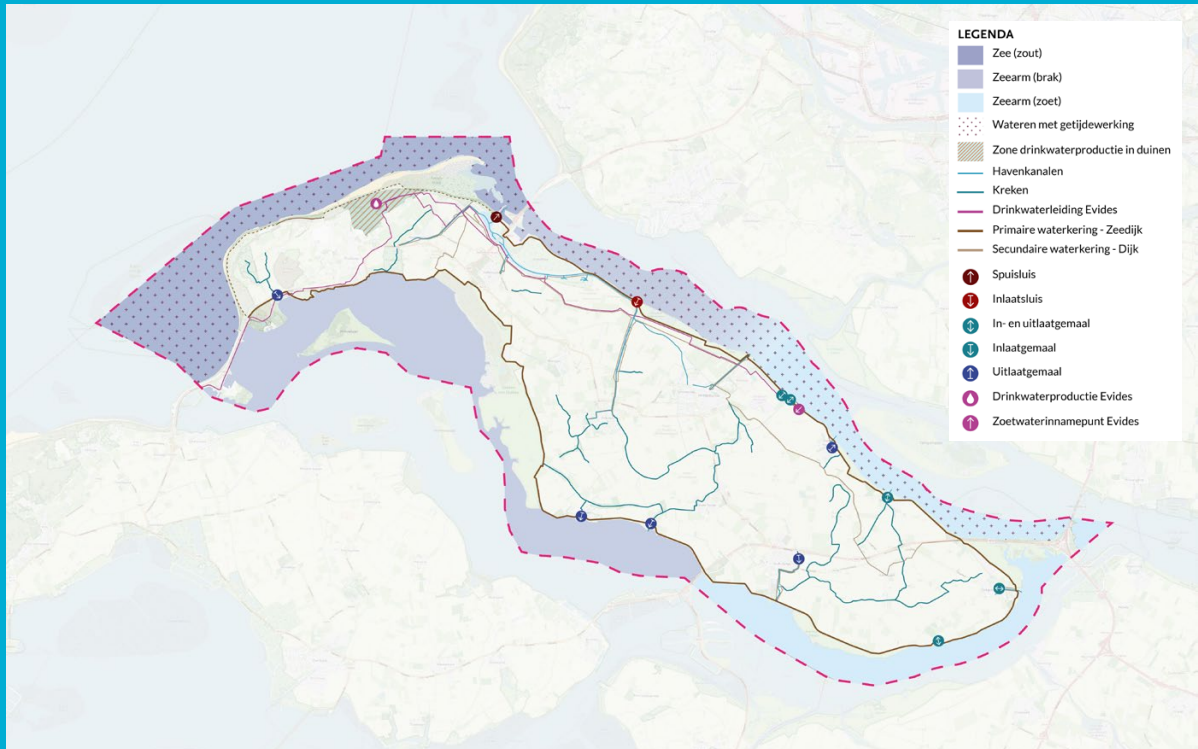 LEGENDA
Zee (zout)
Zeearm (brak)
Zeearm (zoet)
Wateren met getijdewerking
Zone drinkwaterproductie in duinen
Havenkanalen
Kreken
Drinkwaterleiding Evides
Primaire waterkering - Zeedijk
Secundaire waterkering - Dijk
Spuisluis
Inlaatsluis
In- en uitlaatgemaal
Inlaatgemaal
Uitlaatgemaal
Drinkwaterproductie Evides
Zoetwaterinnamepunt Evides